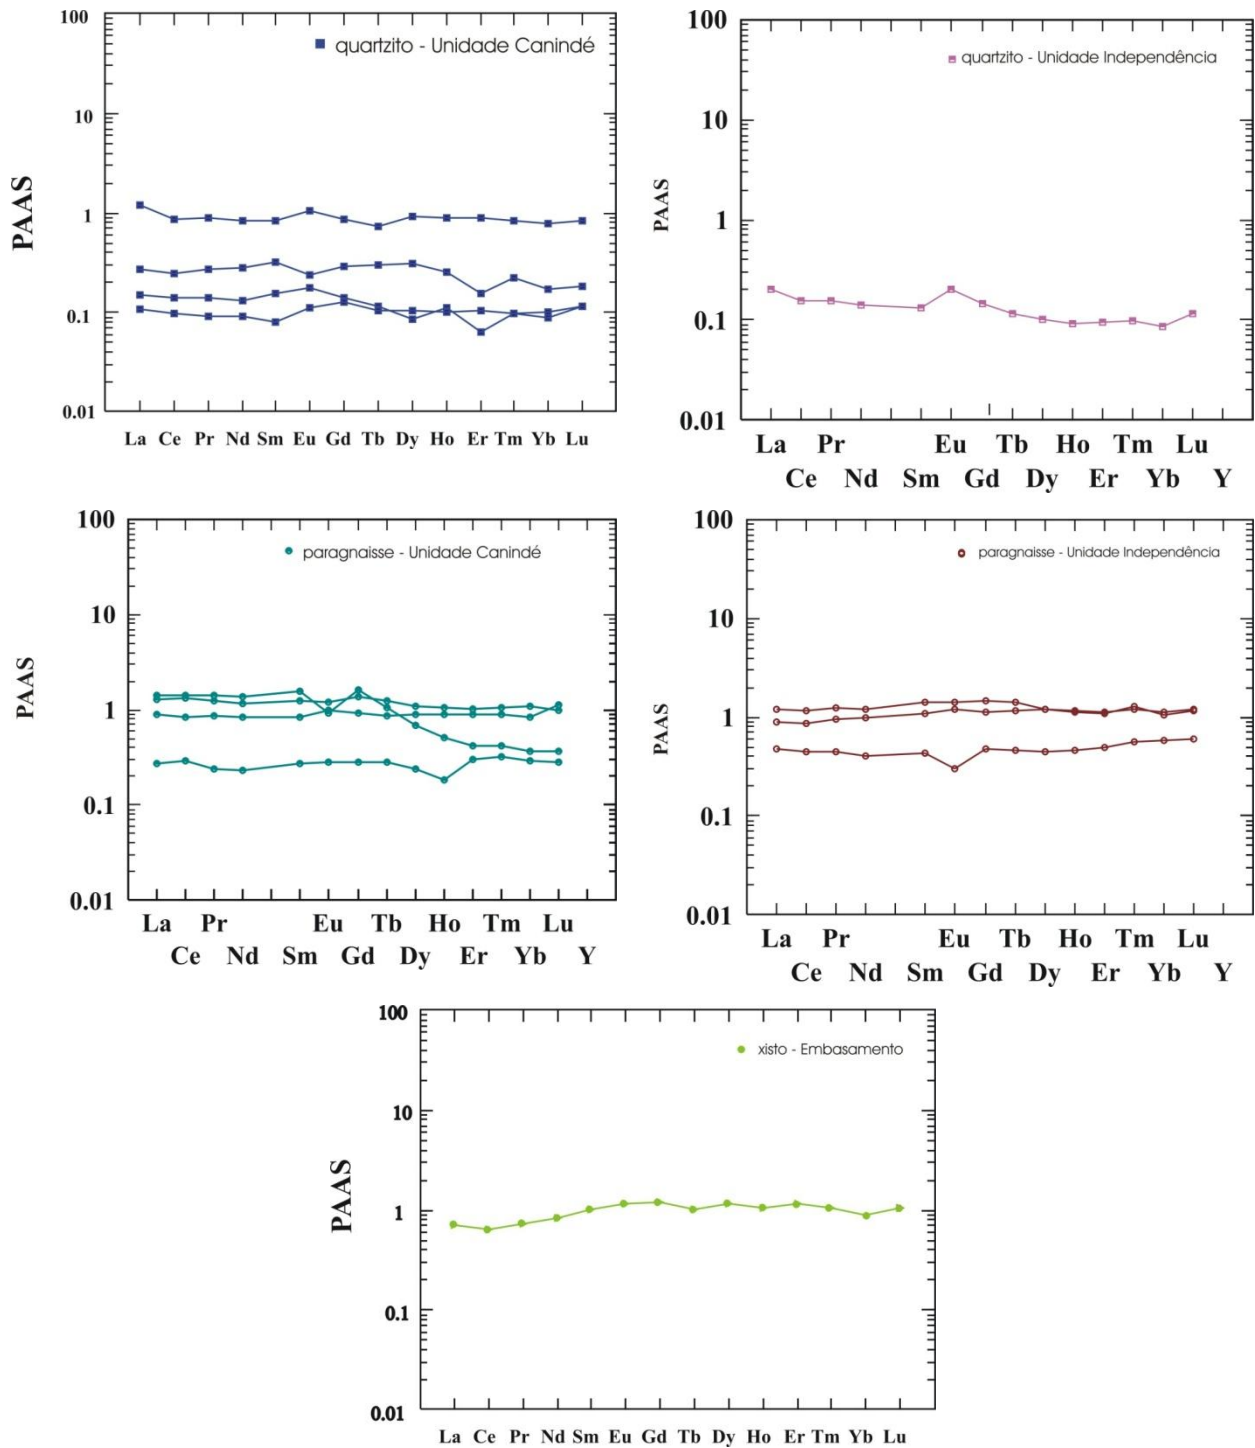 100
10
1
0.1
0.01
PAAS
quartzito - Unidade Canindé
La Ce Pr Nd Sm Eu Gd Tb Dy Ho Er Tm Yb Lu
100
10
1
0.1
0.01
PAAS
quartzito - Unidade Independência
La Pr Eu Tb Ho Tm Lu
Ce Nd Sm Gd Dy Er Yb Y
100
10
1
0.1
0.01
PAAS
paragnaisse - Unidade Canindé
La Pr Eu Tb Ho Tm Lu
Ce Nd Sm Gd Dy Er Yb Y
100
10
1
0.1
0.01
PAAS
paragnaisse - Unidade Independência
La Pr Eu Tb Ho Tm Lu
Ce Nd Sm Gd Dy Er Yb Y
100
10
1
0.1
0.01
PAAS
xisto - Embasamento
La Ce Pr Nd Sm Eu Gd Tb Dy Ho Er Tm Yb Lu